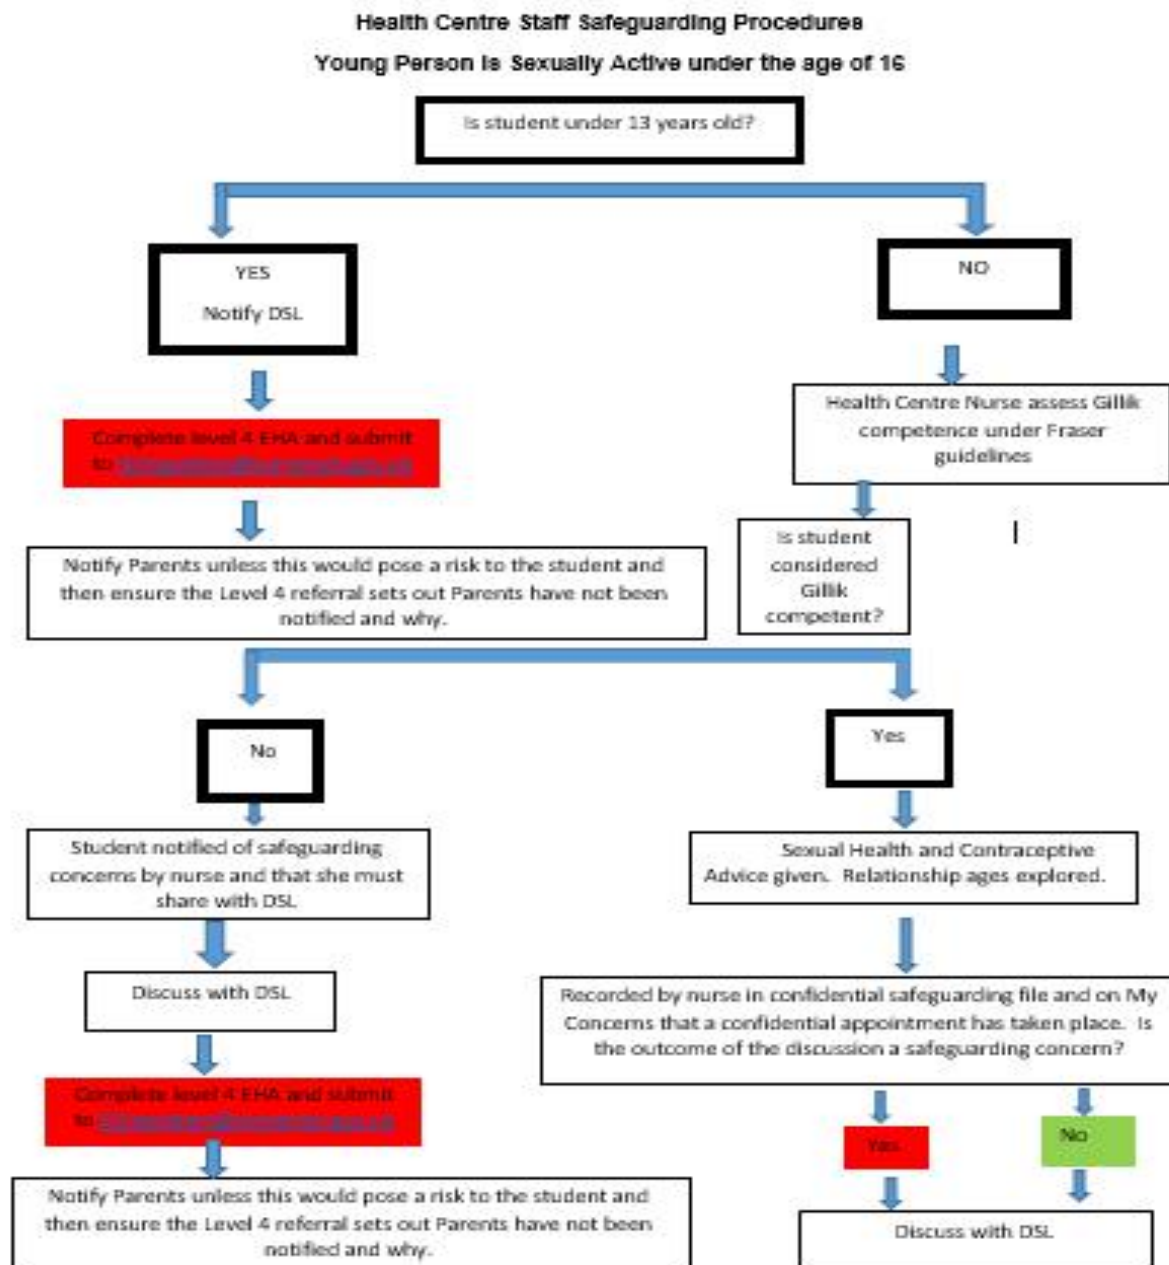 Health Centre Staff Safeguarding Procedures
Young Person Is Sexually Active under the age of 16
Is student under 13 years old?
YES
Notify DSL
NO
Complete level 4 EHA and submit
to
Health Centre Nurse assess Gillik
competence under Fraser
guidelines
Notify Parents unless this would pose a risk to the student and
then ensure the Level 4 referral sets out Parents have not been
notified and why.
Is student
considered
Gillik
competent?
No
Yes
Student notified of safeguarding
concerns by nurse and that she must
share with DSL
Sexual Health and Contraceptive
Advice given. Relationship ages explored.
Discuss with DSL
Recorded by nurse in confidential safeguarding file and on My
Concerns that a confidential appointment has taken place. Is
the outcome of the discussion a safeguarding concern?
Complete level 4 EHA and submit
to
Yes
No
Notify Parents unless this would pose a risk to the student and
then ensure the Level 4 referral sets out Parents have not been
notified and why.
Discuss with DSL